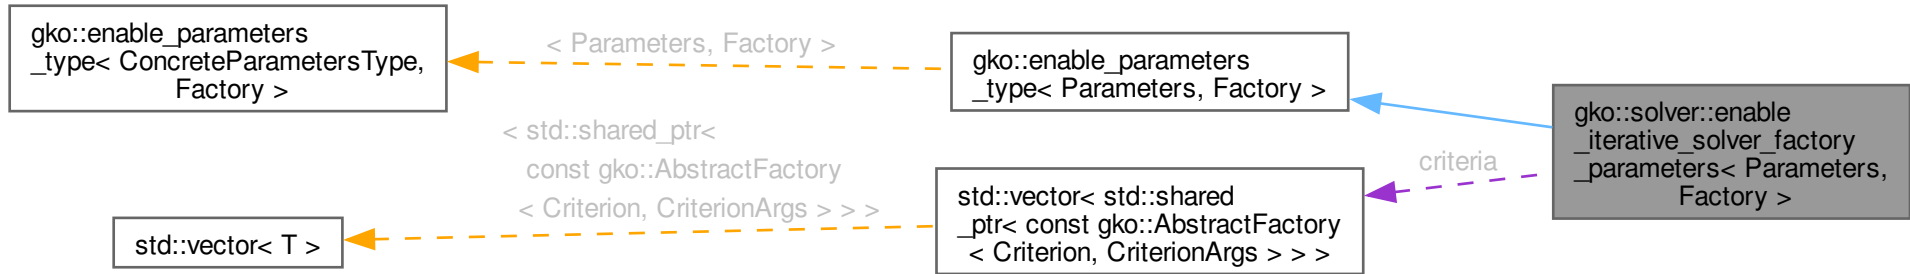 gko::enable_parameters
_type< ConcreteParametersType,
Factory >
< Parameters, Factory >
gko::enable_parameters
_type< Parameters, Factory >
gko::solver::enable
_iterative_solver_factory
_parameters< Parameters,
Factory >
< std::shared_ptr<
const gko::AbstractFactory
< Criterion, CriterionArgs > > >
criteria
std::vector< std::shared
_ptr< const gko::AbstractFactory
< Criterion, CriterionArgs > > >
std::vector< T >